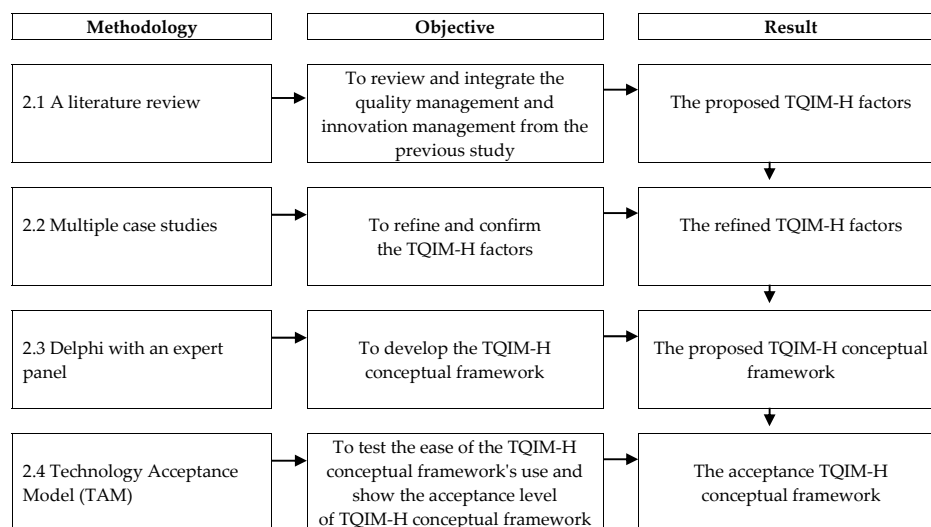 Methodology
Objective
Result
2.1 A literature review
To review and integrate the
quality management and
innovation management from the
previous study
The proposed TQIM-H factors
2.2 Multiple case studies
To refine and confirm
the TQIM-H factors
The refined TQIM-H factors
2.3 Delphi with an expert
panel
To develop the TQIM-H
conceptual framework
The proposed TQIM-H conceptual
framework
2.4 Technology Acceptance
Model (TAM)
To test the ease of the TQIM-H
conceptual framework's use and
show the acceptance level
of TQIM-H conceptual framework
The acceptance TQIM-H
conceptual framework